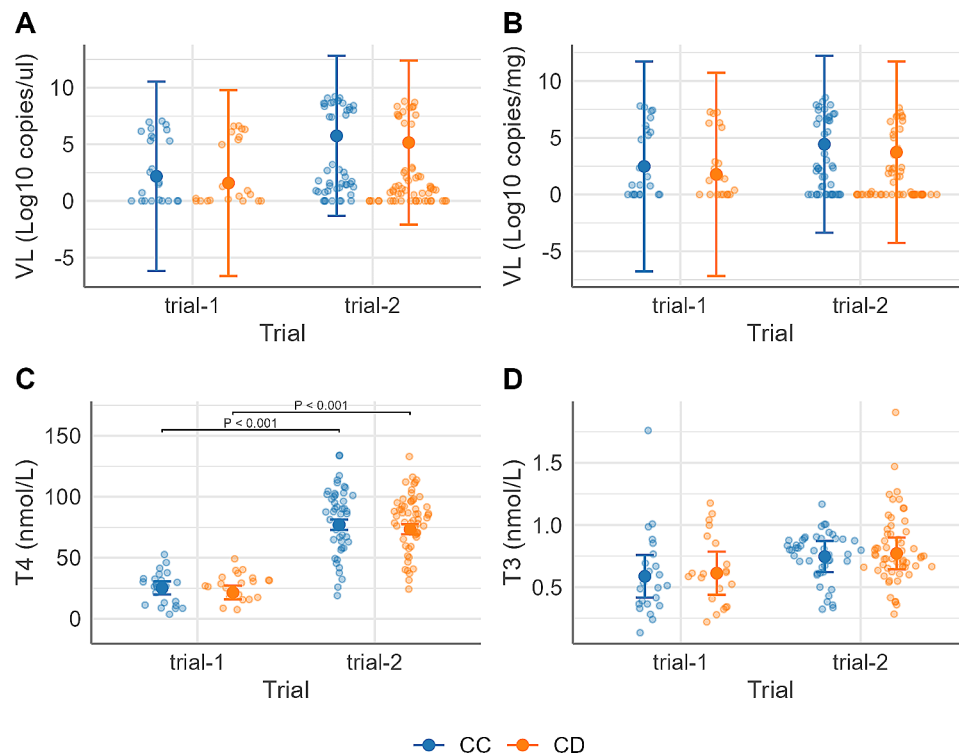 A
VL (Log10 copies/ul)
10
5
0
-5
trial-1
trial-2
Trial
B
VL (Log10 copies/mg)
10
5
0
-5
trial-1
trial-2
Trial
C
T4 (nmol/L)
150
100
50
0
P < 0.001
P < 0.001
trial-1
trial-2
Trial
D
T3 (nmol/L)
1.5
1.0
0.5
trial-1
trial-2
Trial
CC
CD